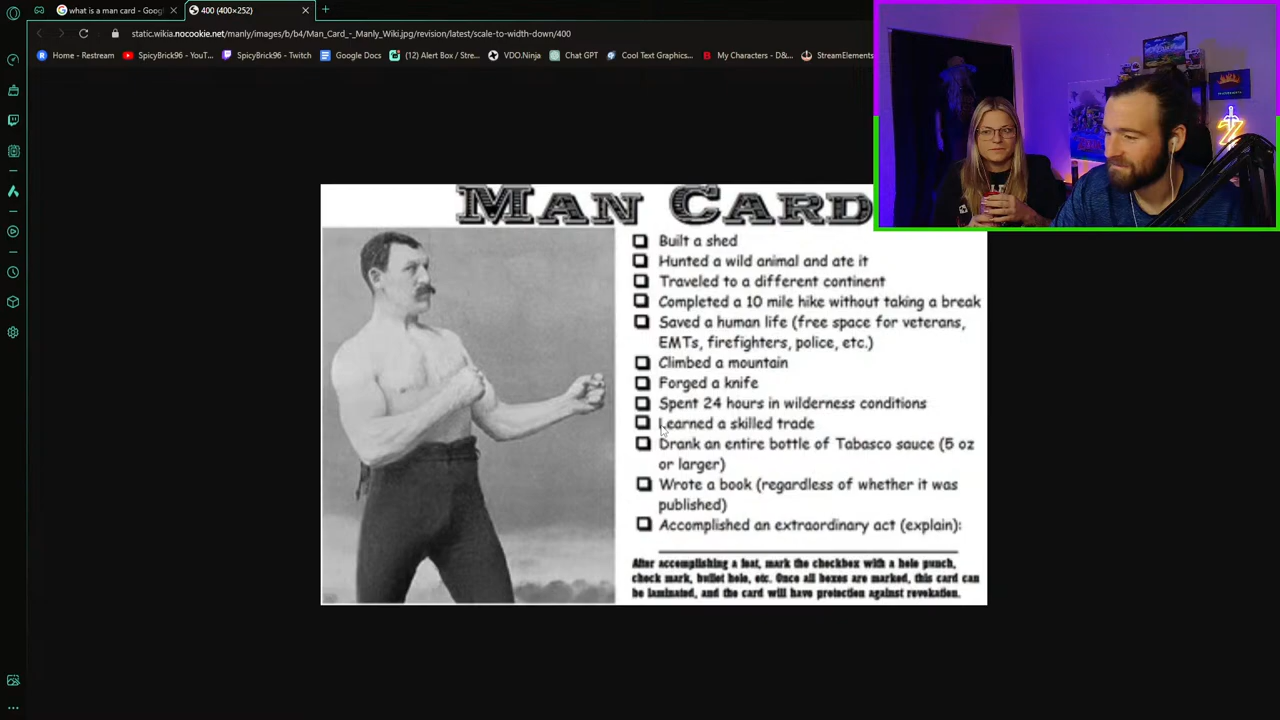 what is a man card - Goog
400 (400×252)
static.wikia.nocookie.net/manly/images/b/b4/Man_Card_-_Manly_Wiki.jpg/revision/latest/scale-to-width-down/400
Home - Restream
SpicyBrick96 - YouT...
SpicyBrick96 - Twitch
Google Docs
(12) Alert Box / Stre...
VDO.Ninja
Chat GPT
Cool Text Graphics...
My Characters - D&...
StreamElements
MAN CARD
Built a shed
Hunted a wild animal and ate it
Traveled to a different continent
Completed a 10 mile hike without taking a break
Saved a human life (free space for veterans,
EMTs, firefighters, police, etc.)
Climbed a mountain
Forged a knife
Spent 24 hours in wilderness conditions
Learned a skilled trade
Drank an entire bottle of Tabasco sauce (5 oz
or larger)
Wrote a book (regardless of whether it was
published)
Accomplished an extraordinary act (explain):
After accomplishing a feat, mark the checkbox with a hole punch,
check mark, bullet hole, etc. Once all boxes are marked, this card can
be laminated, and the card will have protection against revokation.